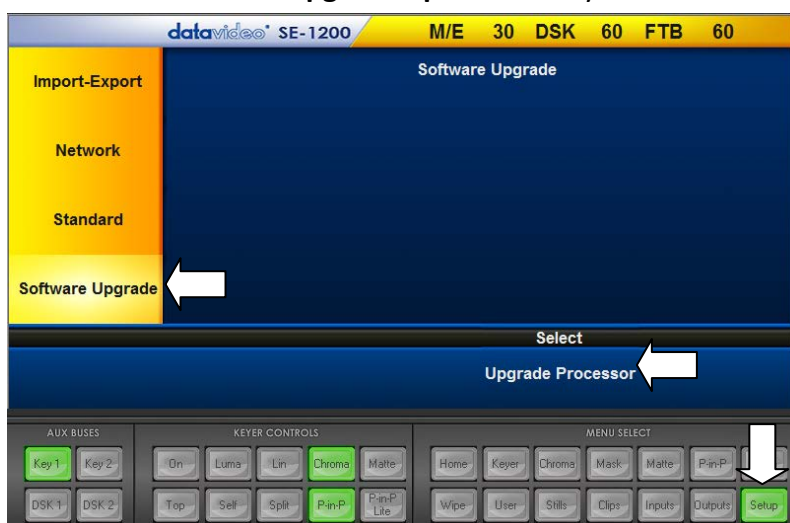 datavideo SE-1200 M/E 30 DSK 60 FTB 60
Import-Export
Software Upgrade
Network
Standard
Software Upgrade
Select
Upgrade Processor
AUX BUSES KEYER CONTROLS MENU SELECT
Key 1 Key 2 On Luma Lin Chroma Matte Home Keyer Chroma Mask Matte P-in-P
DSK 1 DSK 2 Top Self Split P-in-P P-in-P Lite Wipe User Stills Clips Inputs Outputs Setup